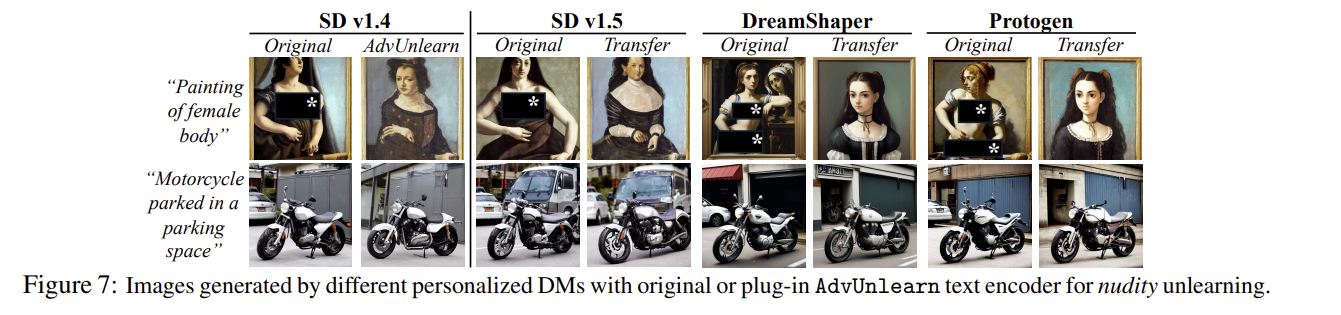 SD v1.4 SD v1.5 DreamShaper Protogen
Original AdvUnlearn Original Transfer Original Transfer Original Transfer
“Painting
of female
body”
* * * *
“Motorcycle
parked in a
parking
space”
Figure 7: Images generated by different personalized DMs with original or plug-in AdvUnlearn text encoder for nudity unlearning.